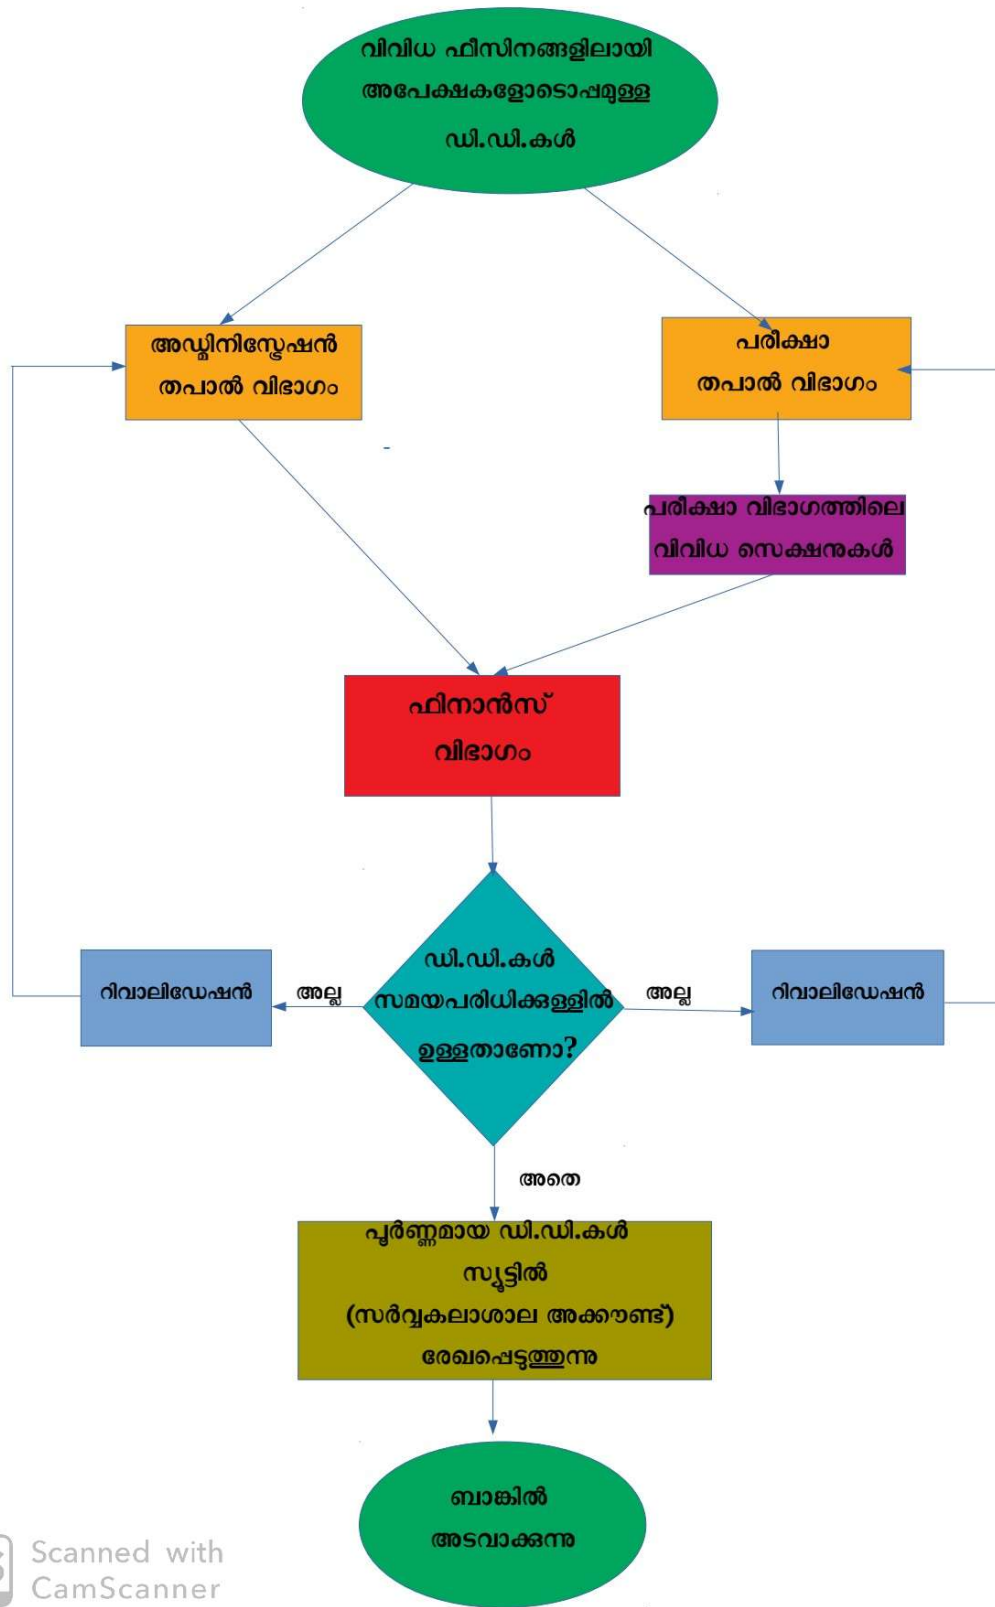 വിവിധ ഫീസിനങ്ങളിലായി
അപേക്ഷകളോടൊപ്പമുള്ള
ഡി.ഡി.കൾ
അഡ്മിനിസ്ട്രേഷൻ
തപാൽ വിഭാഗം
പരീക്ഷാ
തപാൽ വിഭാഗം
പരീക്ഷാ വിഭാഗത്തിലെ
വിവിധ സെക്ഷനുകൾ
ഫിനാൻസ്
വിഭാഗം
ഡി.ഡി.കൾ
സമയപരിധിക്കുള്ളിൽ
ഉള്ളതാണോ?
റിവാലിഡേഷൻ
അല്ല
അല്ല
റിവാലിഡേഷൻ
അതെ
പൂർണ്ണമായ ഡി.ഡി.കൾ
സ്യൂട്ടിൽ
(സർവ്വകലാശാല അക്കൗണ്ട്)
രേഖപ്പെടുത്തുന്നു
ബാങ്കിൽ
അടവാക്കുന്നു
Scanned with
CamScanner